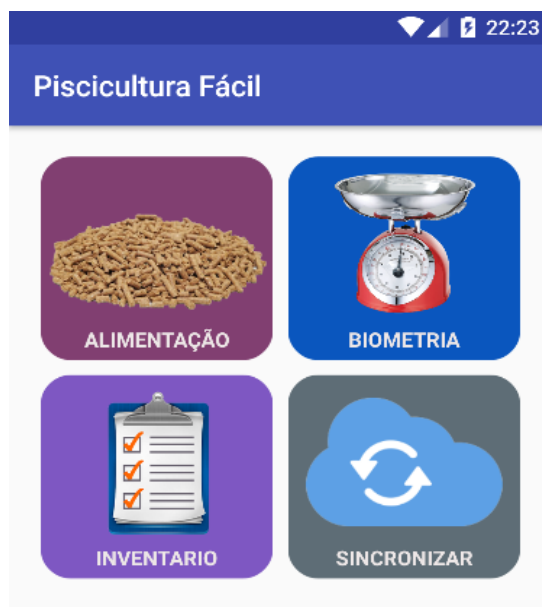 22:23
Piscicultura Fácil
ALIMENTAÇÃO
BIOMETRIA
INVENTARIO
SINCRONIZAR